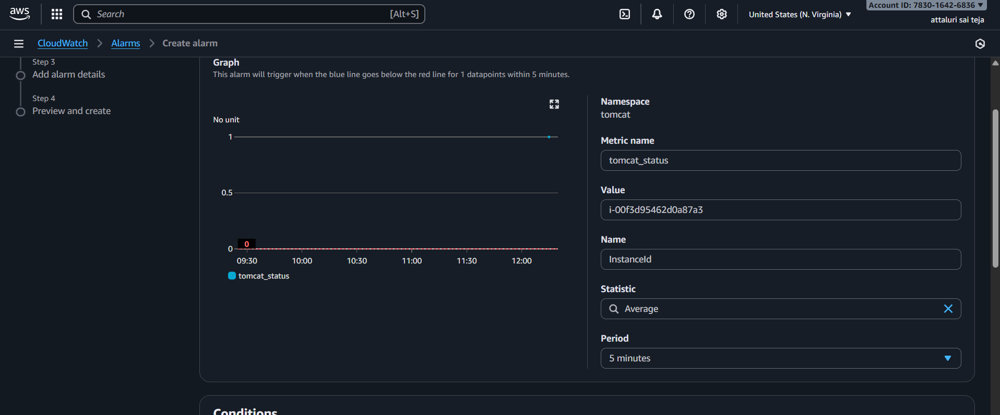 aws
Search
[Alt+S]
United States (N. Virginia)
Account ID: 7830-1642-6836
attaluri sai teja
CloudWatch
Alarms
Create alarm
Step 3
Add alarm details
Step 4
Preview and create
Graph
This alarm will trigger when the blue line goes below the red line for 1 datapoints within 5 minutes.
No unit
1
0.5
0
0
09:30
10:00
10:30
11:00
11:30
12:00
tomcat_status
Namespace
tomcat
Metric name
tomcat_status
Value
i-00f3d95462d0a87a3
Name
InstanceId
Statistic
Average
Period
5 minutes
Conditions